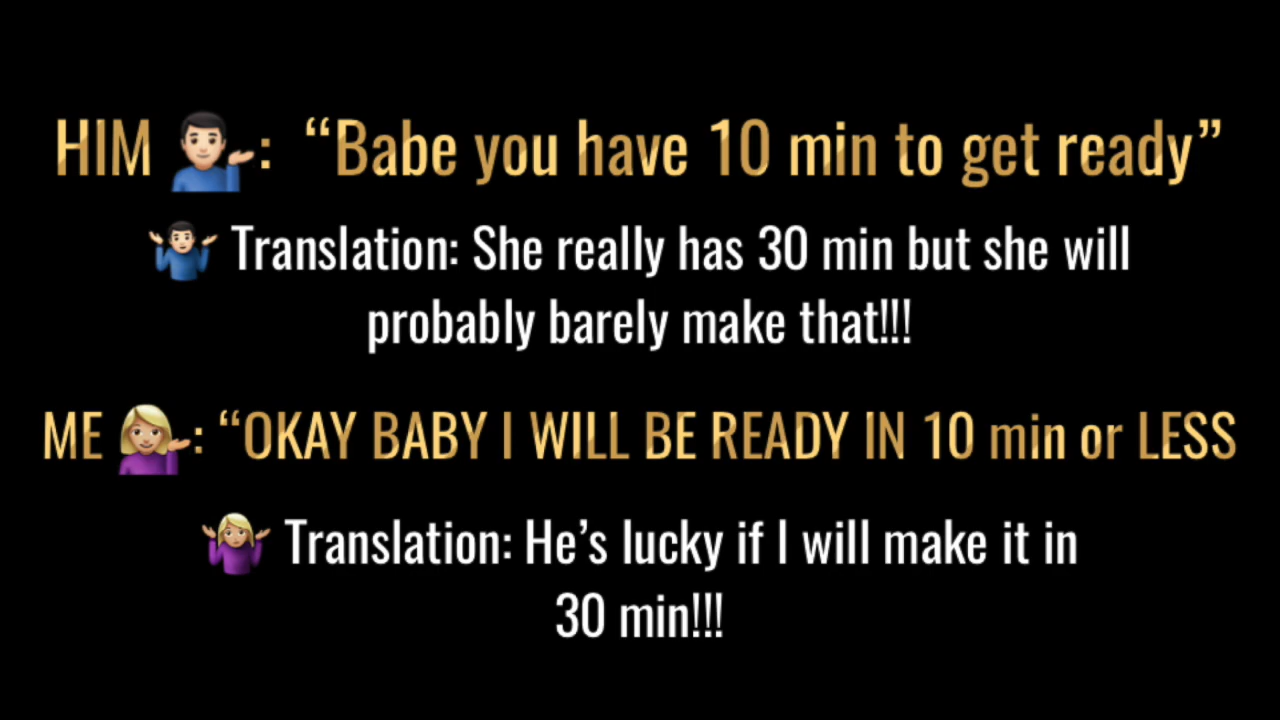 HIM 💁🏻‍♂️: “Babe you have 10 min to get ready”
🤷🏻‍♂️ Translation: She really has 30 min but she will
probably barely make that!!!
ME 💁🏼‍♀️: “OKAY BABY I WILL BE READY IN 10 min or LESS
🤷🏼‍♀️ Translation: He’s lucky if I will make it in
30 min!!!